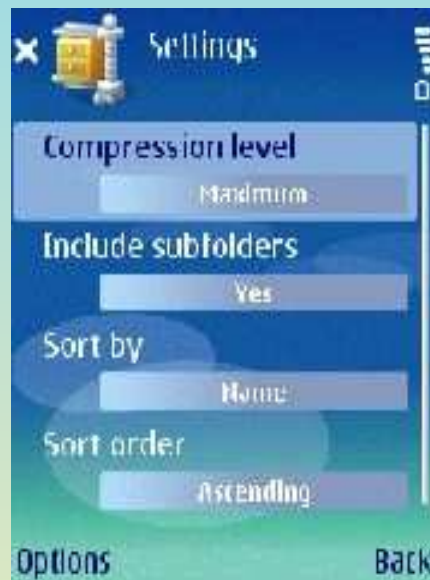 Settings
Compression level
Maximum
Include subfolders
Yes
Sort by
Name
Sort order
Ascending
Options Back